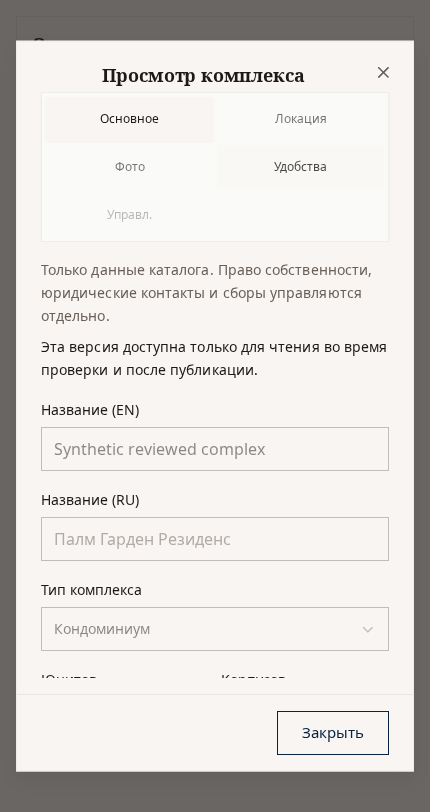 Просмотр комплекса
Основное
Локация
Фото
Удобства
Управл.
Только данные каталога. Право собственности,
юридические контакты и сборы управляются
отдельно.
Эта версия доступна только для чтения во время
проверки и после публикации.
Название (EN)
Synthetic reviewed complex
Название (RU)
Палм Гарден Резиденс
Тип комплекса
Кондоминиум
Закрыть